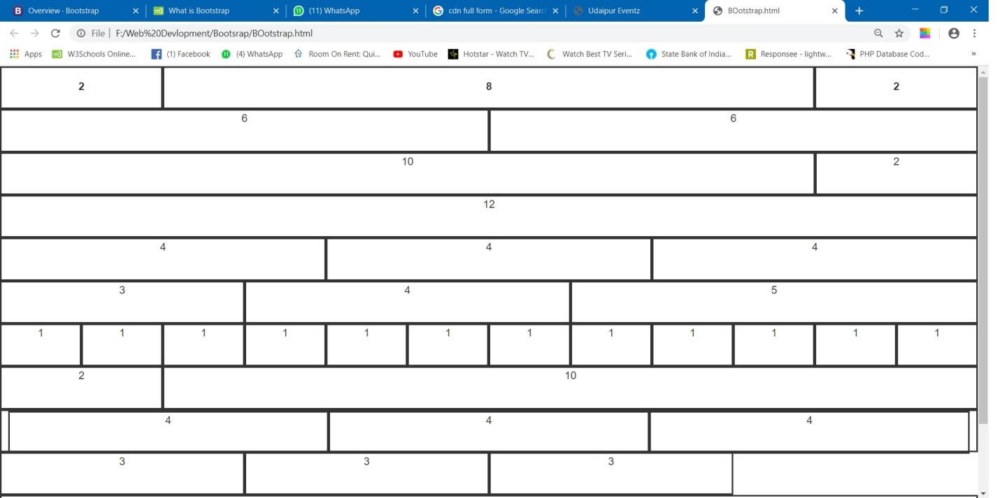 Overview - Bootstrap
What is Bootstrap
(11) WhatsApp
cdn full form - Google Searc
Udaipur Eventz
BOotstrap.html
File | F:/Web%20Devlopment/Bootsrap/BOotstrap.html
Apps
W3Schools Online...
(1) Facebook
(4) WhatsApp
Room On Rent: Qui...
YouTube
Hotstar - Watch TV...
Watch Best TV Seri...
State Bank of India...
Responsee - lightw...
PHP Database Cod...
»
2 8 2
6 6
10 2
12
4 4 4
3 4 5
1 1 1 1 1 1 1 1 1 1 1 1
2 10
4 4 4
3 3 3